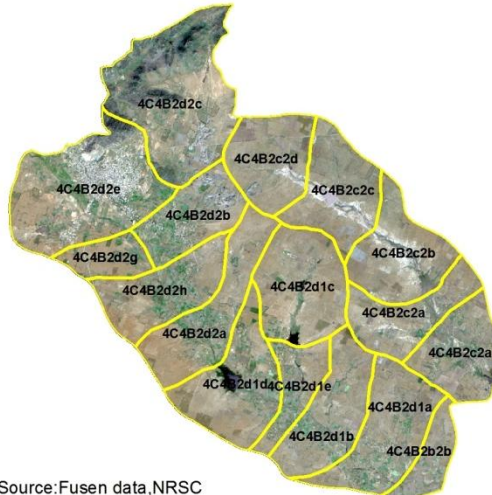 4C4B2d2c
4C4B2c2d
4C4B2d2e
4C4B2c2c
4C4B2d2b
4C4B2c2b
4C4B2d2g
4C4B2d2h
4C4B2d1c
4C4B2c2a
4C4B2d2a
4C4B2c2a
4C4B2d1d
4C4B2d1e
4C4B2d1a
4C4B2d1b
4C4B2b2b
Source:Fusen data,NRSC